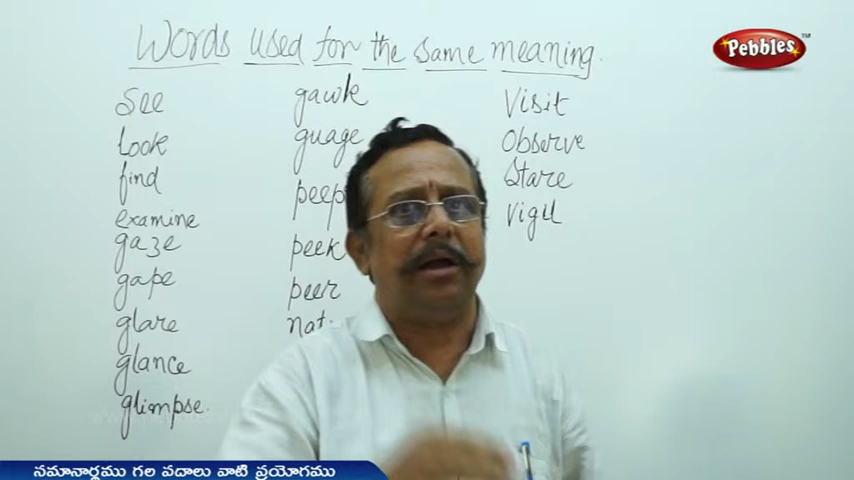 Words used for the same meaning.
See
Look
find
examine
gaze
gape
glare
glance
glimpse.
gawk
guage
peep
peek
peer
Visit
Observe
Stare
Vigil
Pebbles
సమానార్థము గల పదాలు వాటి ప్రయోగము